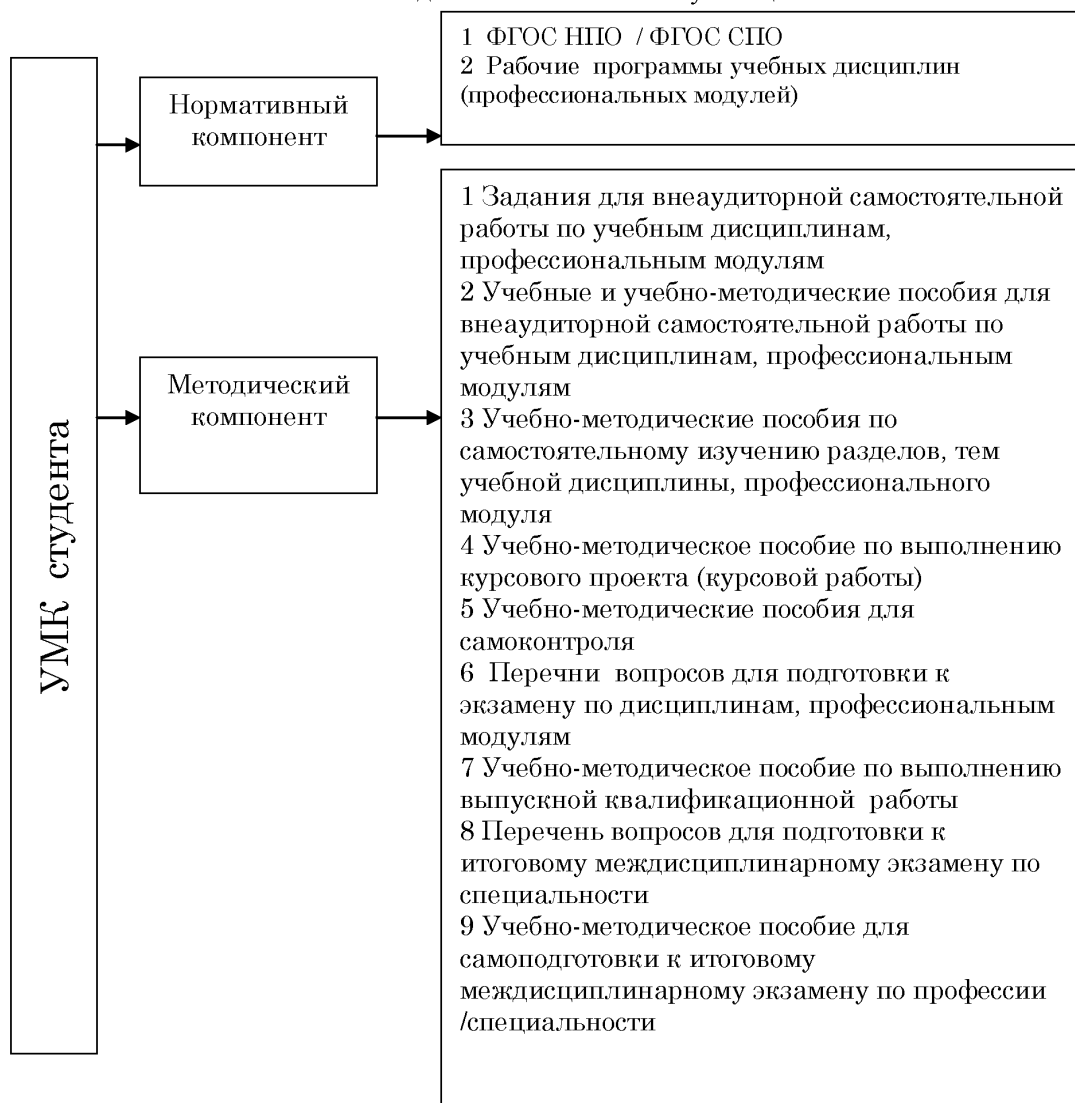 УМК студента
Нормативный
компонент
1 ФГОС НПО / ФГОС СПО
2 Рабочие программы учебных дисциплин
(профессиональных модулей)
Методический
компонент
1 Задания для внеаудиторной самостоятельной
работы по учебным дисциплинам,
профессиональным модулям
2 Учебные и учебно-методические пособия для
внеаудиторной самостоятельной работы по
учебным дисциплинам, профессиональным
модулям
3 Учебно-методические пособия по
самостоятельному изучению разделов, тем
учебной дисциплины, профессионального
модуля
4 Учебно-методическое пособие по выполнению
курсового проекта (курсовой работы)
5 Учебно-методические пособия для
самоконтроля
6 Перечни вопросов для подготовки к
экзамену по дисциплинам, профессиональным
модулям
7 Учебно-методическое пособие по выполнению
выпускной квалификационной работы
8 Перечень вопросов для подготовки к
итоговому междисциплинарному экзамену по
специальности
9 Учебно-методическое пособие для
самоподготовки к итоговому
междисциплинарному экзамену по профессии
/специальности